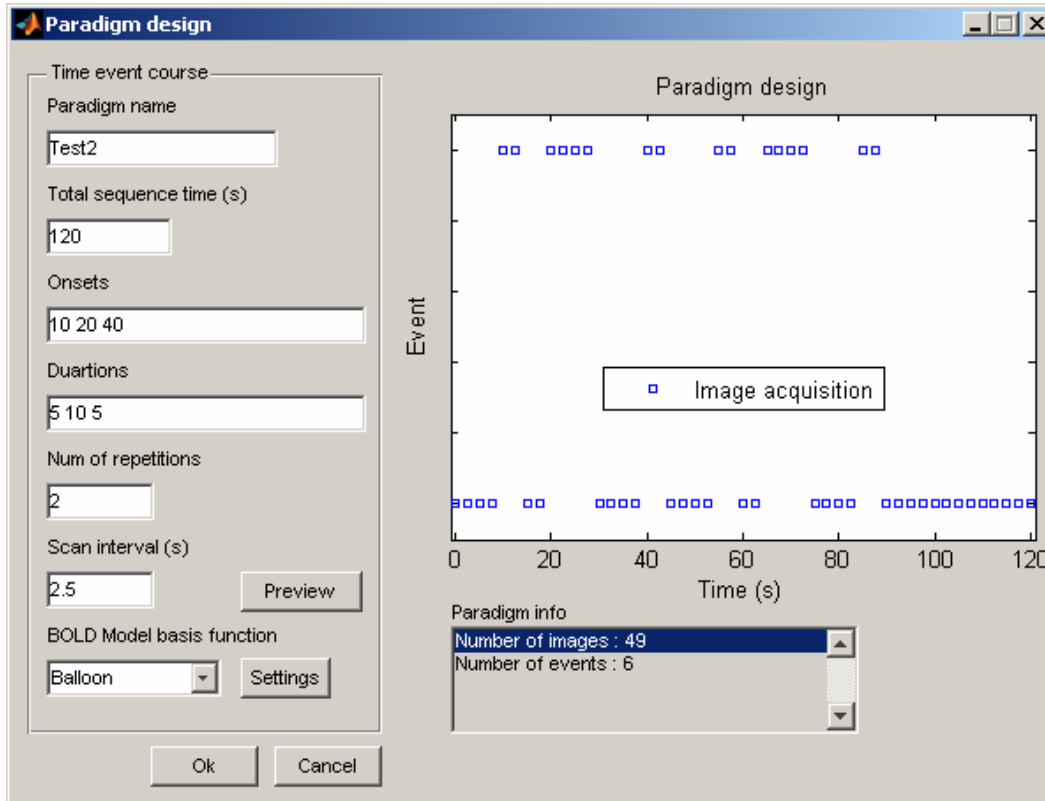 Paradigm design
Time event course
Paradigm name
Test2
Total sequence time (s)
120
Onsets
10 20 40
Duartions
5 10 5
Num of repetitions
2
Scan interval (s)
2.5
Preview
BOLD Model basis function
Balloon
Settings
Ok
Cancel
Paradigm design
Event
Image acquisition
0 20 40 60 80 100 120
Time (s)
Paradigm info
Number of images : 49
Number of events : 6